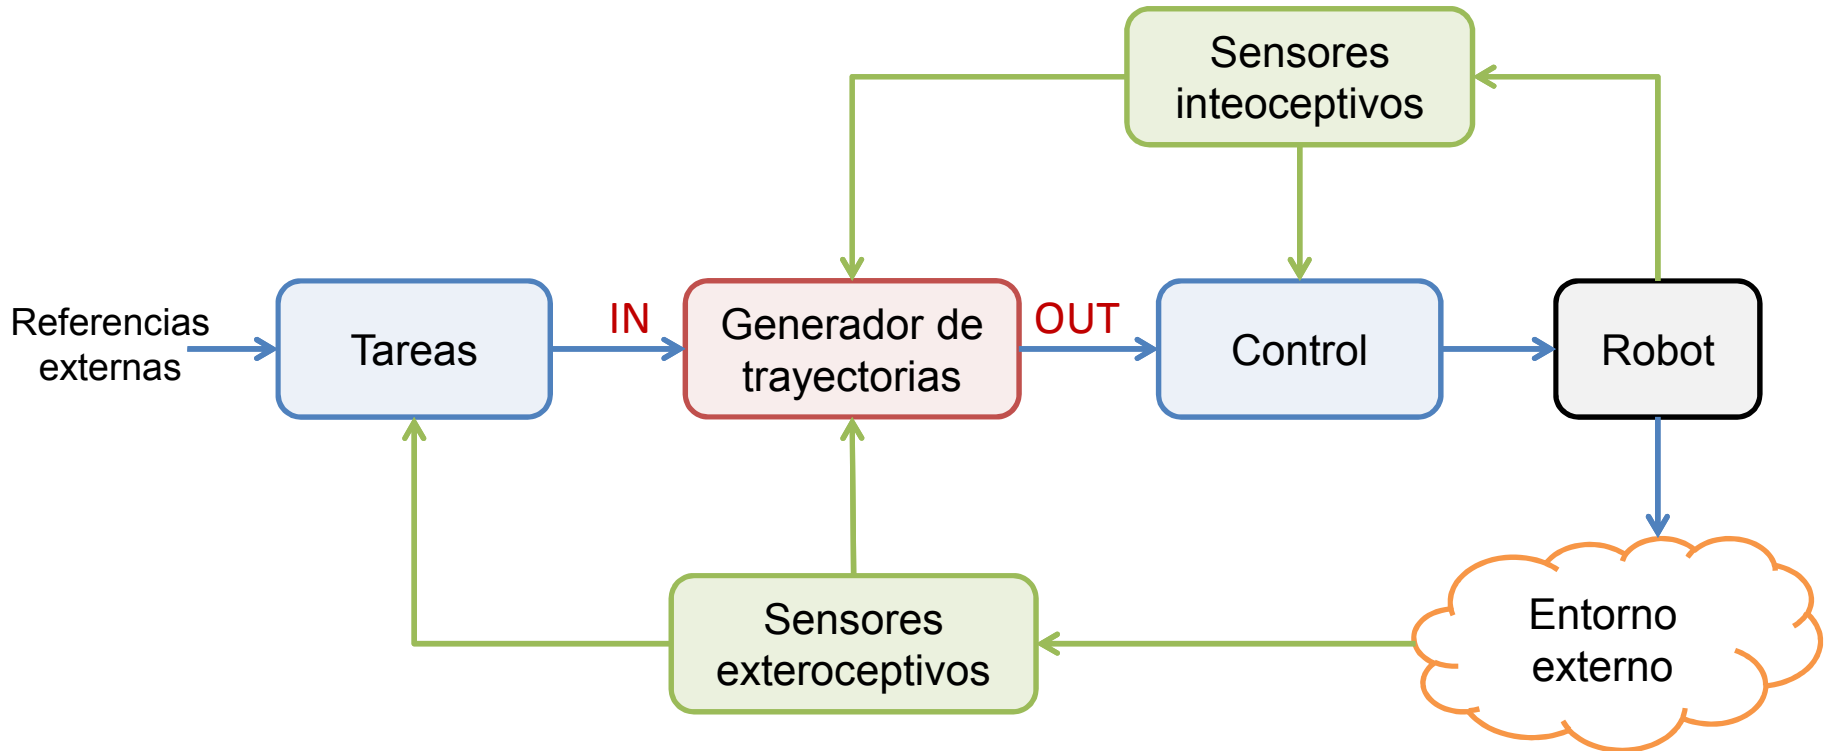 Sensores
inteoceptivos
Referencias
externas
Tareas
IN
Generador de
trayectorias
OUT
Control
Robot
Sensores
exteroceptivos
Entorno
externo